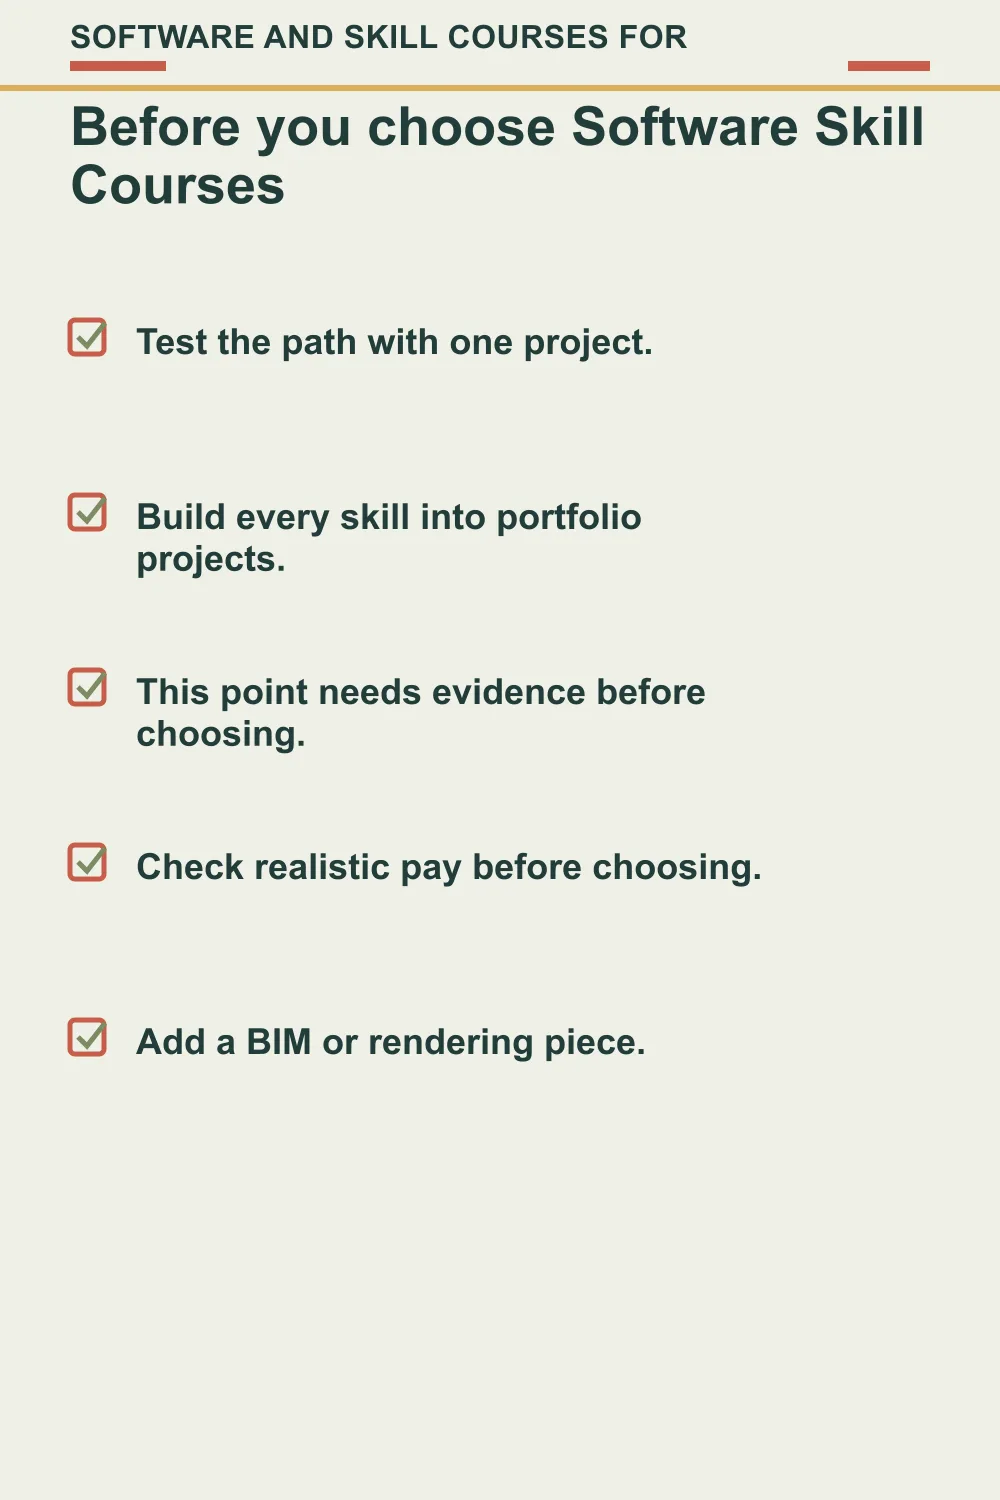 SOFTWARE AND SKILL COURSES FOR
Before you choose Software Skill
Courses
Test the path with one project.
Build every skill into portfolio
projects.
This point needs evidence before
choosing.
Check realistic pay before choosing.
Add a BIM or rendering piece.